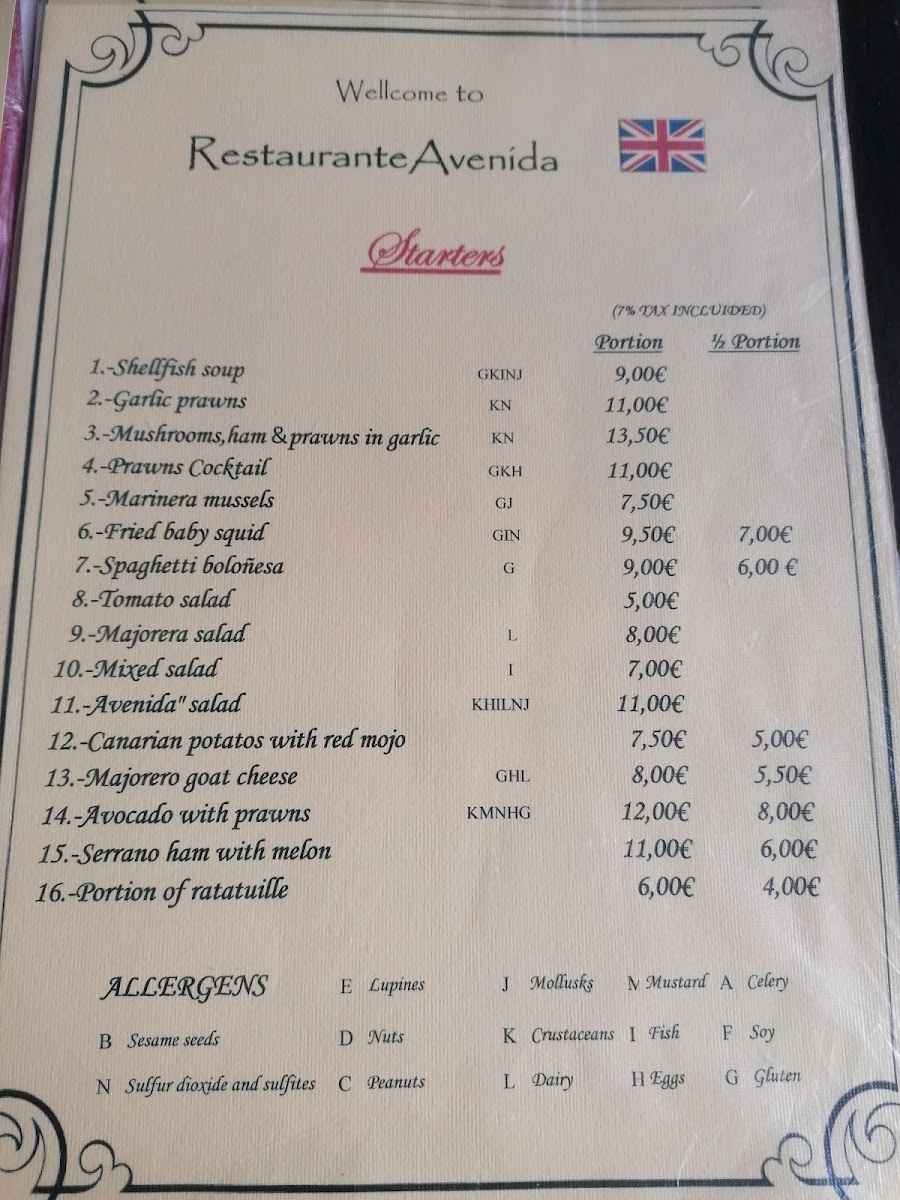 Wellcome to
Restaurante Avenida
Starters
(7% TAX INCLUIDED)
Portion ½ Portion
1.-Shellfish soup GKINJ 9,00€
2.-Garlic prawns KN 11,00€
3.-Mushrooms,ham &prawns in garlic KN 13,50€
4.-Prawns Cocktail GKH 11,00€
5.-Marinera mussels GJ 7,50€
6.-Fried baby squid GIN 9,50€ 7,00€
7.-Spaghetti boloñesa G 9,00€ 6,00 €
8.-Tomato salad 5,00€
9.-Majorera salad L 8,00€
10.-Mixed salad I 7,00€
11.-Avenida" salad KHILNJ 11,00€
12.-Canarian potatos with red mojo 7,50€ 5,00€
13.-Majorero goat cheese GHL 8,00€ 5,50€
14.-Avocado with prawns KMNHG 12,00€ 8,00€
15.-Serrano ham with melon 11,00€ 6,00€
16.-Portion of ratatuille 6,00€ 4,00€
ALLERGENS E Lupines J Mollusks M Mustard A Celery
B Sesame seeds D Nuts K Crustaceans I Fish F Soy
N Sulfur dioxide and sulfites C Peanuts L Dairy H Eggs G Gluten